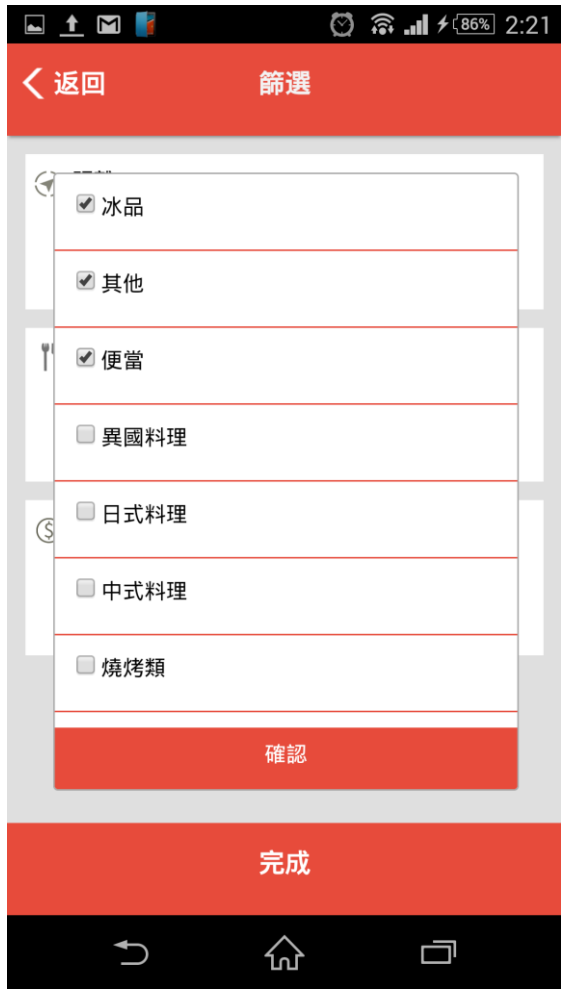 86% 2:21
返回
篩選
冰品
其他
便當
異國料理
日式料理
中式料理
燒烤類
確認
完成